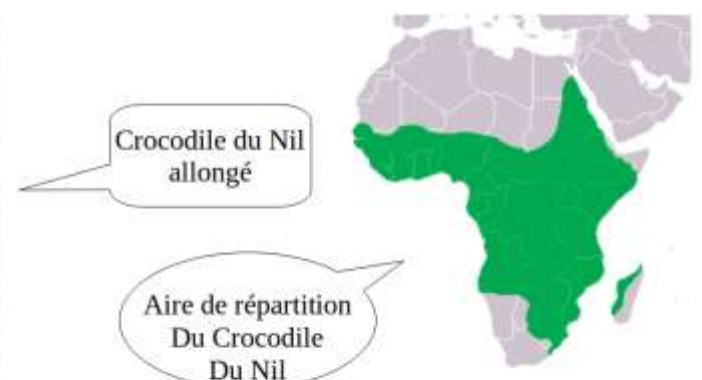 Crocodile du Nil
allongé
Aire de répartition
Du Crocodile
Du Nil